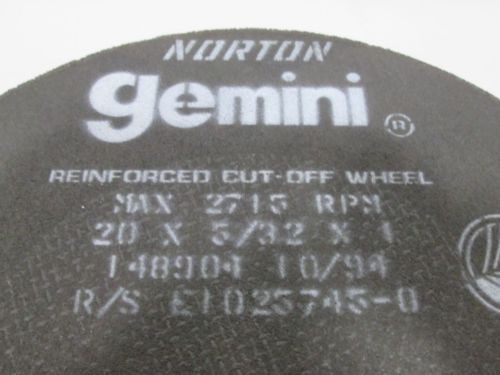 NORTON
gemini ®
REINFORCED CUT-OFF WHEEL
MAX 2715 RPM
20 X 5/32 X 1
148904 10/94
R/S E1025745-0